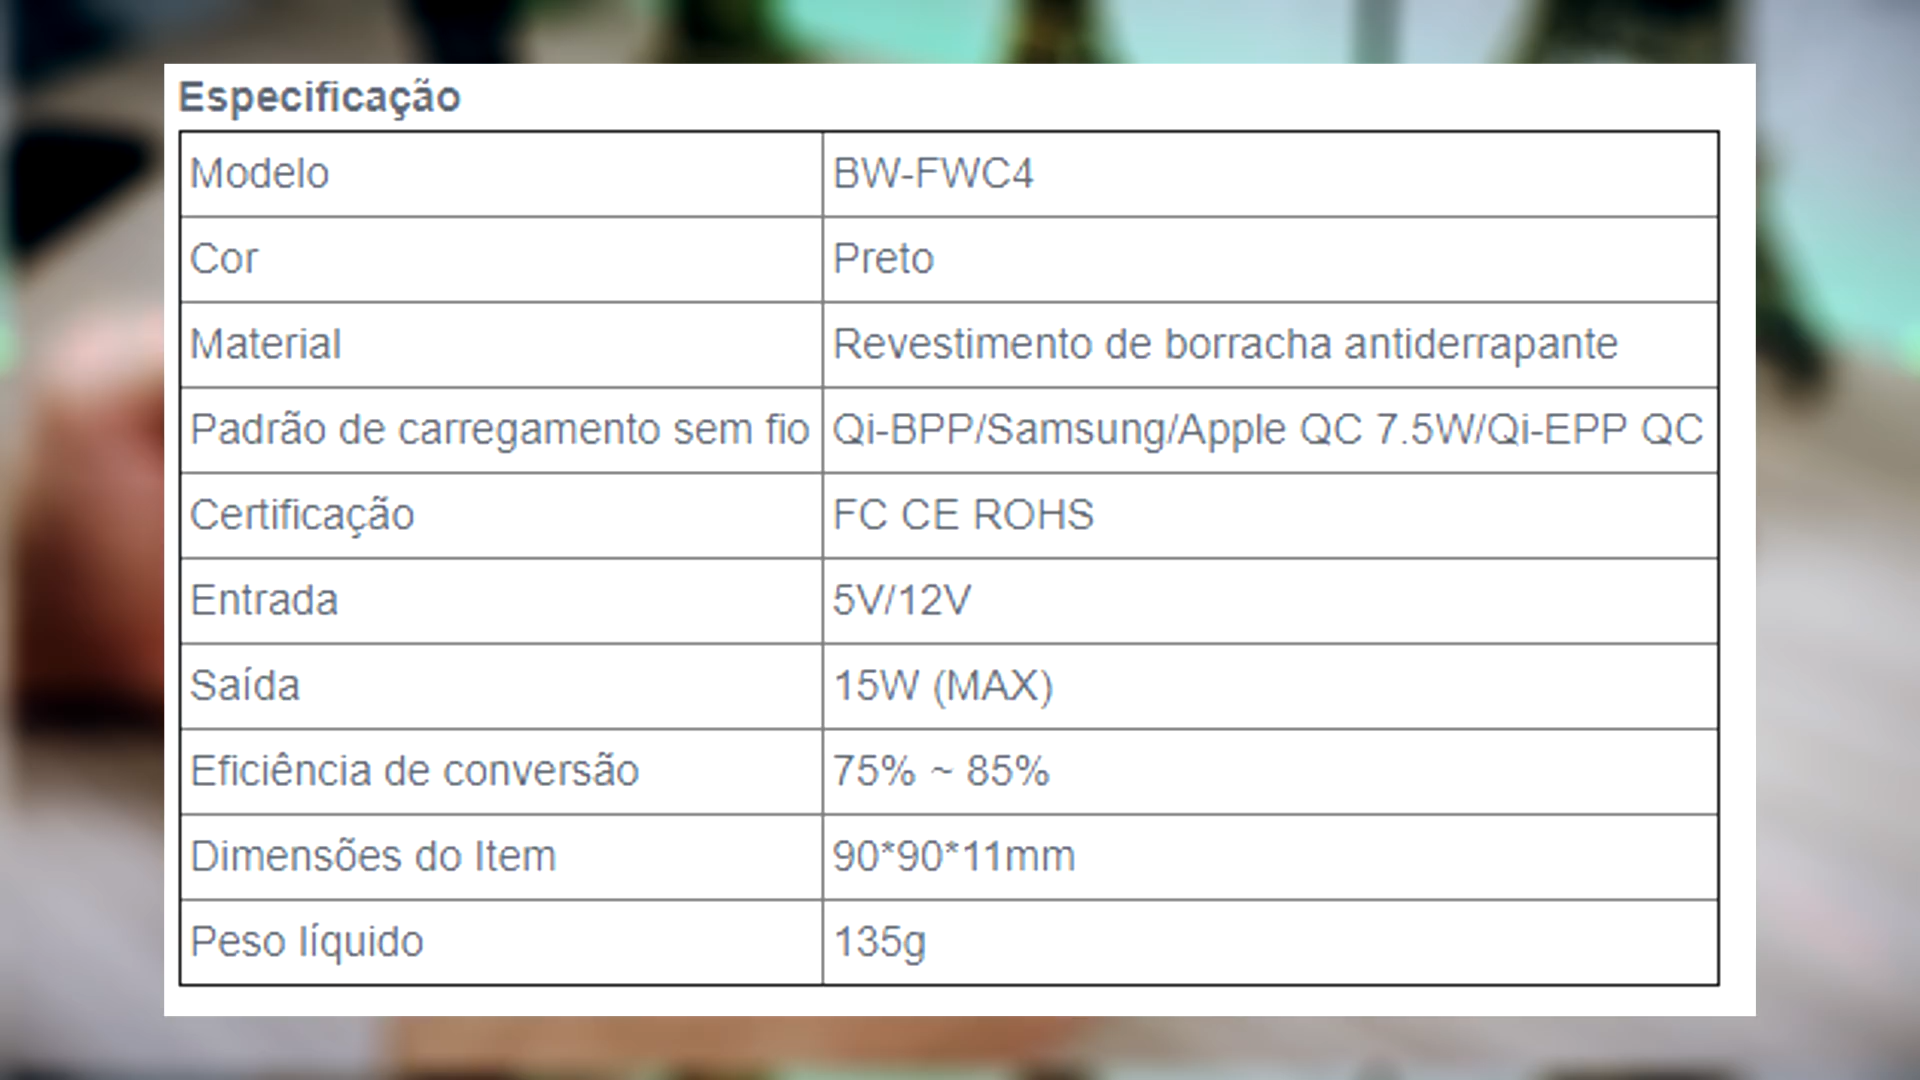 Especificação
Modelo BW-FWC4
Cor Preto
Material Revestimento de borracha antiderrapante
Padrão de carregamento sem fio Qi-BPP/Samsung/Apple QC 7.5W/Qi-EPP QC
Certificação FC CE ROHS
Entrada 5V/12V
Saída 15W (MAX)
Eficiência de conversão 75% ~ 85%
Dimensões do Item 90*90*11mm
Peso líquido 135g